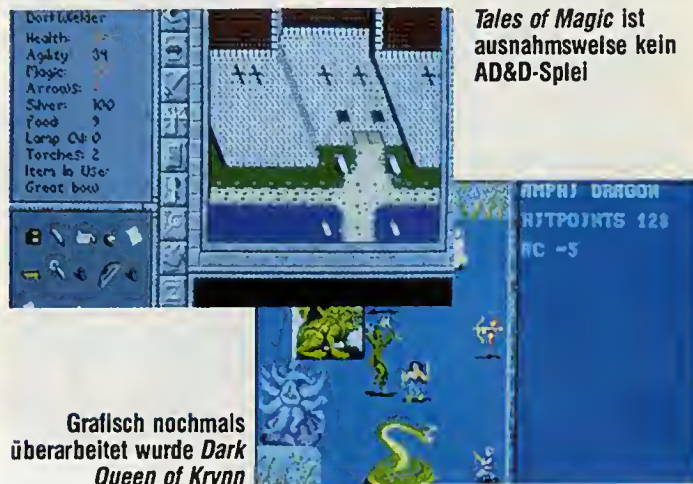 Tales of Magic ist
ausnahmsweise kein
AD&D-Splei
Health:
Agility: 34
Magic:
Arrows:
Silver: 100
Food: 9
Lamp Oil: 0
Torches: 2
Item in Use:
Great bow
AMPHI DRAGON
HITPOINTS 128
AC -5
Grafisch nochmals
überarbeitet wurde Dark
Queen of Krynn